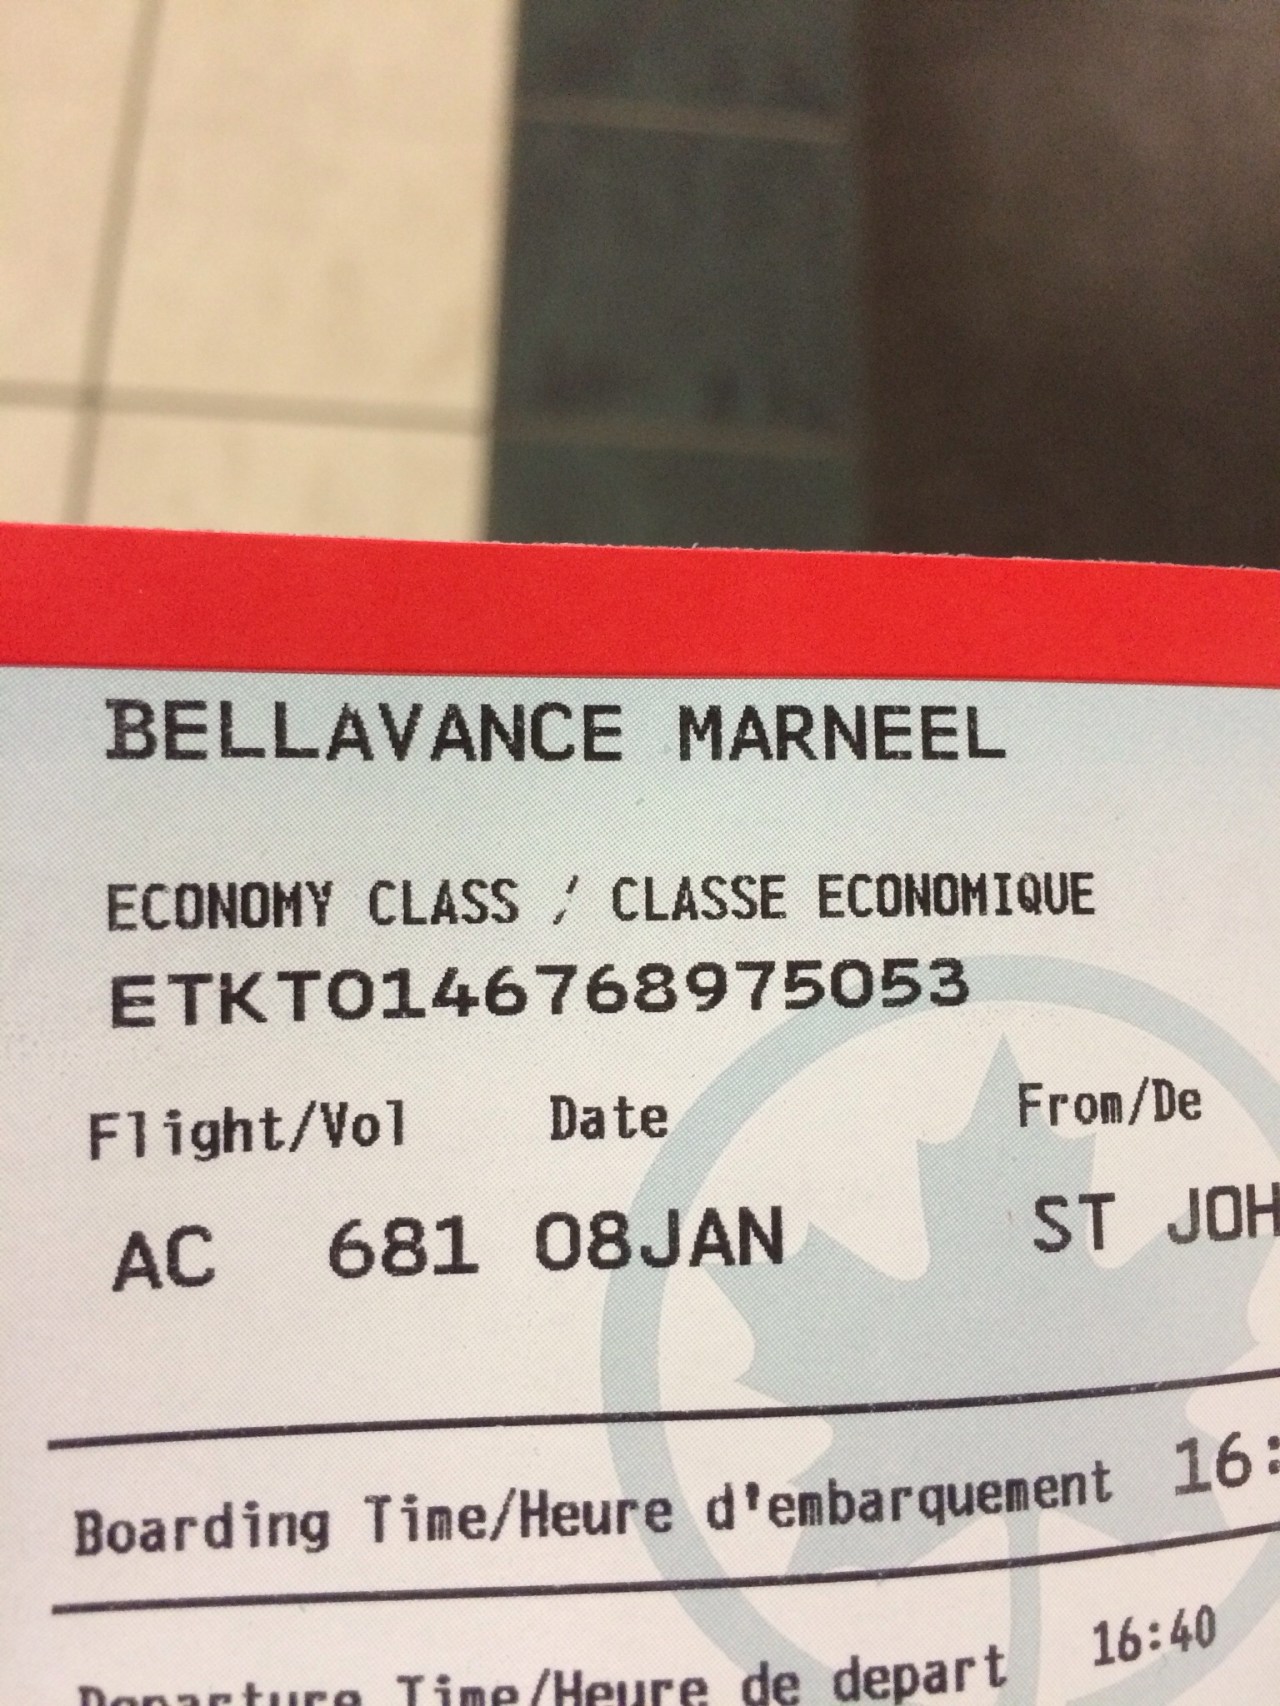 BELLAVANCE MARNEEL
ECONOMY CLASS / CLASSE ECONOMIQUE
ETKT0146768975053
Flight/Vol Date From/De
AC 681 08JAN ST JOH
Boarding Time/Heure d'embarquement 16:
Departure Time/Heure de depart 16:40